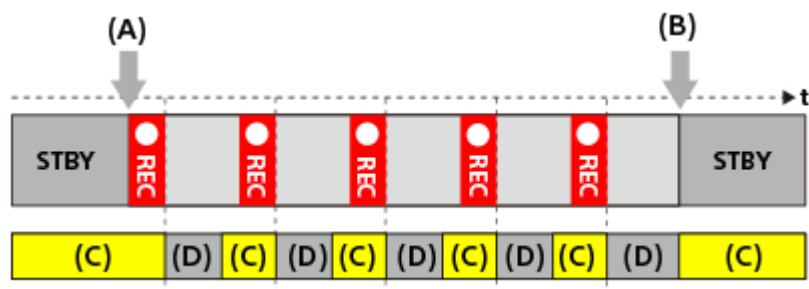 (A) (B)
t
STBY REC REC REC REC REC STBY
(C) (D) (C) (D) (C) (D) (C) (D) (C) (D) (C)